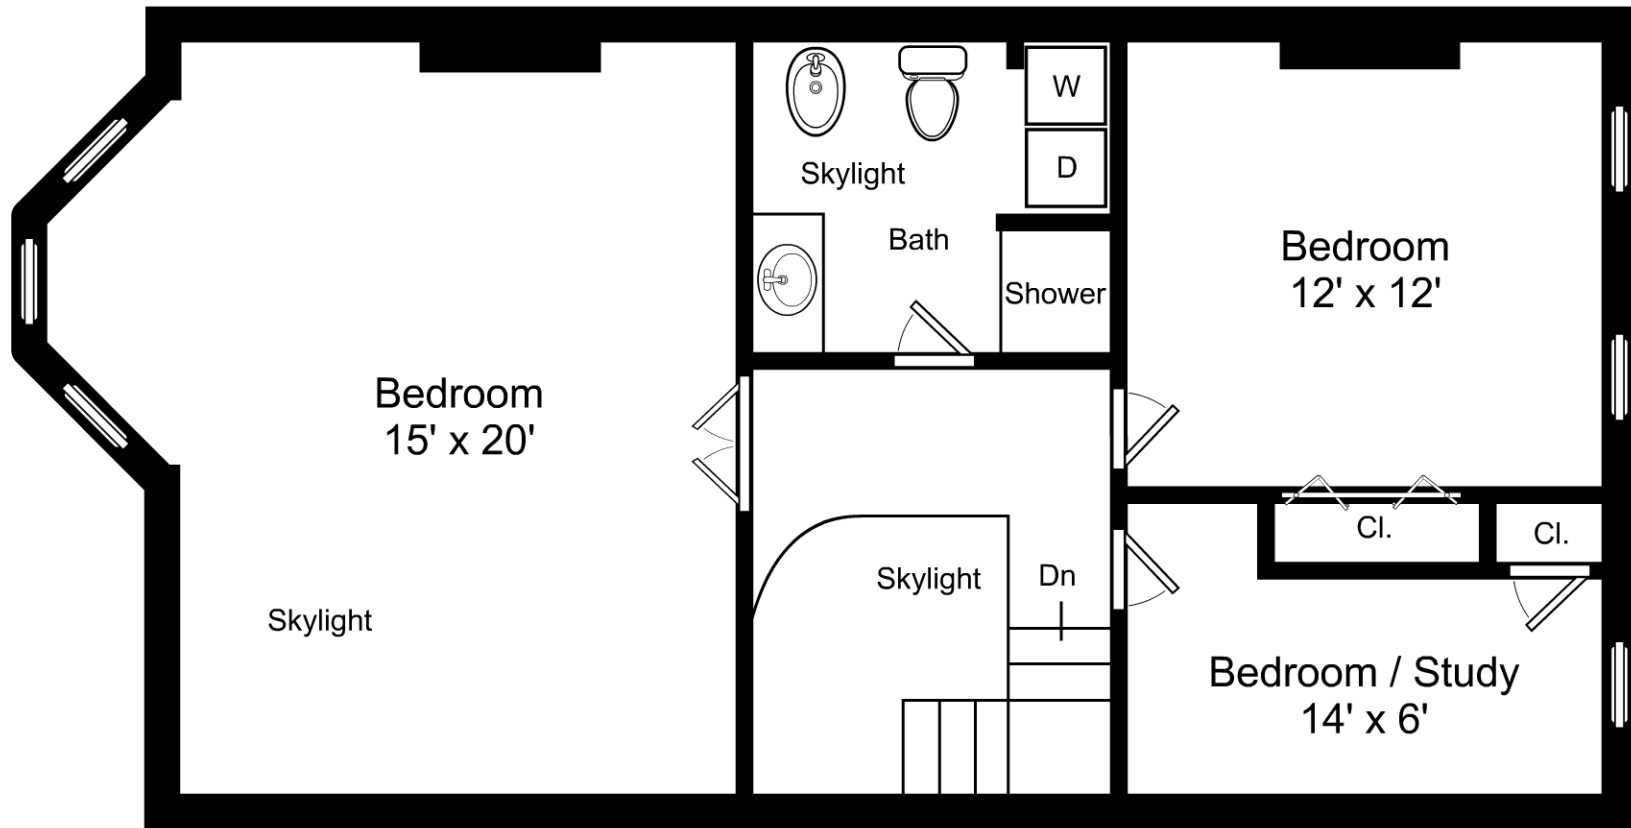 W
D
Skylight
Bath
Shower
Bedroom
12' x 12'
Bedroom
15' x 20'
Cl.
Cl.
Skylight
Dn
Skylight
Bedroom / Study
14' x 6'